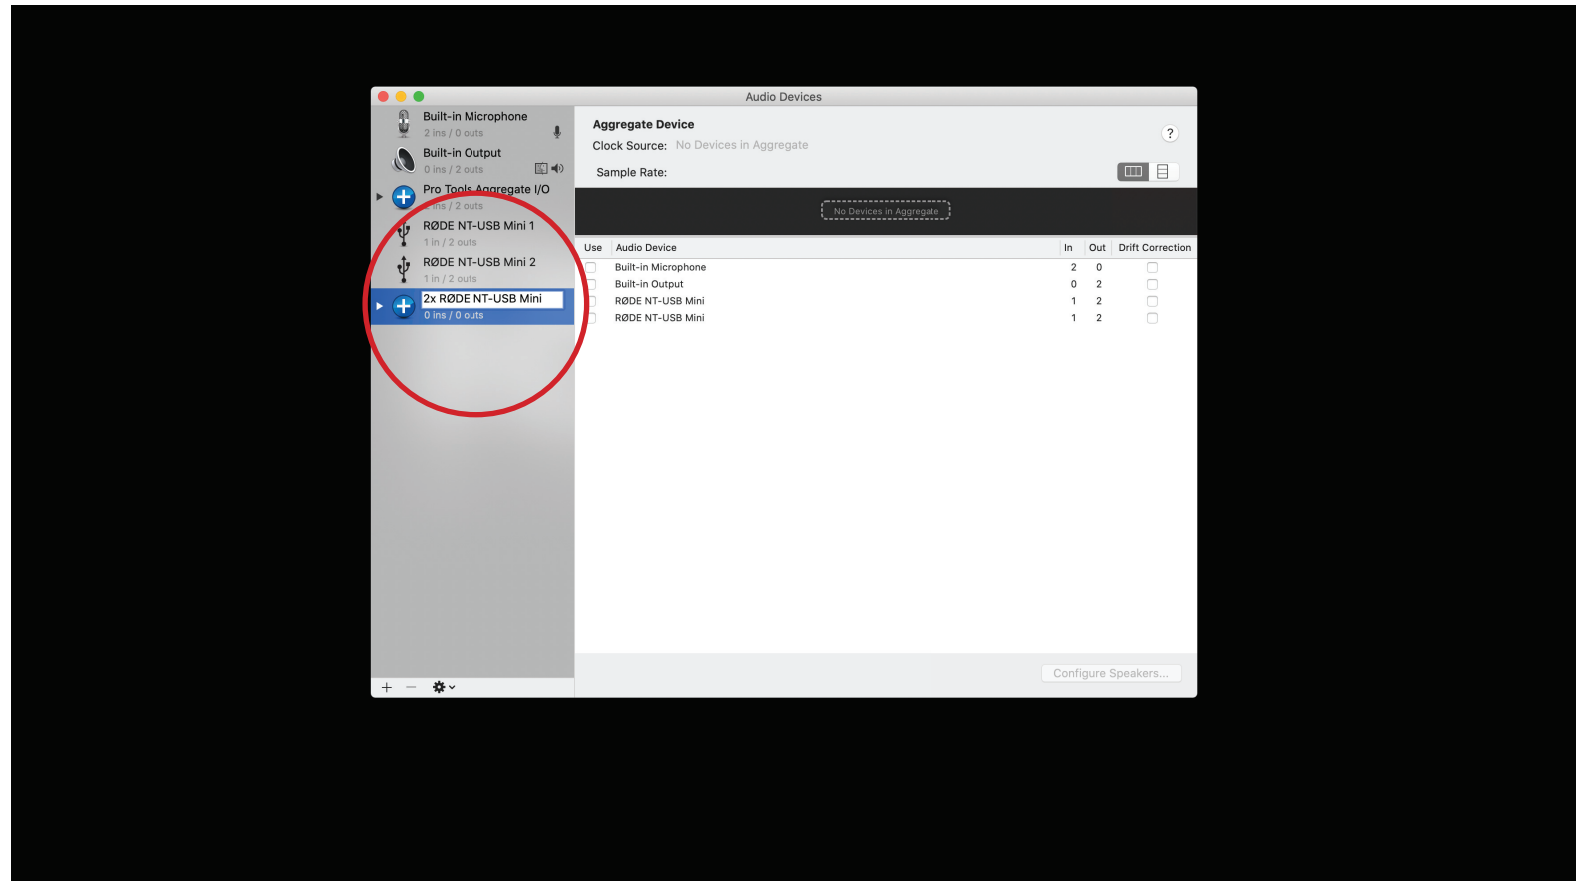 Audio Devices
Built-in Microphone
2 ins / 0 outs
Built-in Output
0 ins / 2 outs
Pro Tools Aggregate I/O
2 ins / 2 outs
RØDE NT-USB Mini 1
1 in / 2 outs
RØDE NT-USB Mini 2
1 in / 2 outs
2x RØDE NT-USB Mini
0 ins / 0 outs
Aggregate Device
?
Clock Source: No Devices in Aggregate
Sample Rate:
No Devices in Aggregate
Use Audio Device In Out Drift Correction
Built-in Microphone 2 0
Built-in Output 0 2
RØDE NT-USB Mini 1 2
RØDE NT-USB Mini 1 2
Configure Speakers...